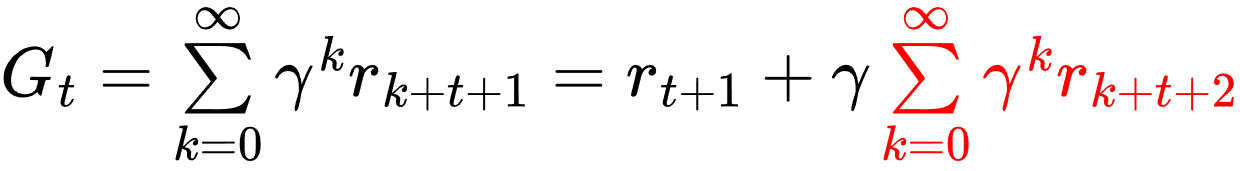 $G_t = \sum_{k=0}^{\infty} \gamma^k r_{k+t+1} = r_{t+1} + \gamma \sum_{k=0}^{\infty} \gamma^k r_{k+t+2}$